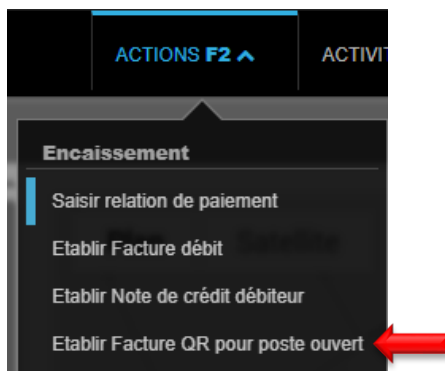 ACTIONS F2 ACTIVIT
Encaissement
Saisir relation de paiement
Etablir Facture débit
Etablir Note de crédit débiteur
Etablir Facture QR pour poste ouvert